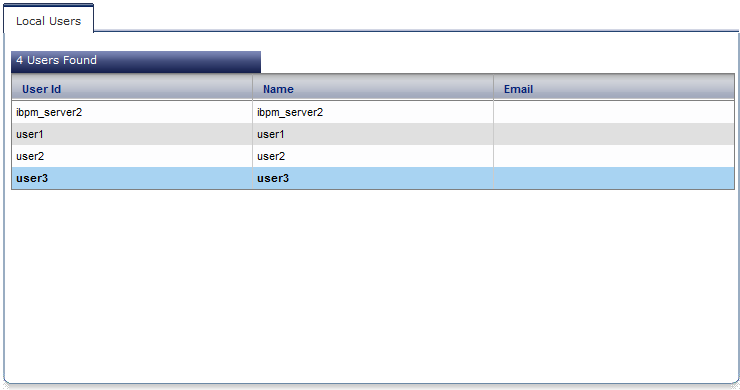 Local Users
4 Users Found
User Id Name Email
ibpm_server2 ibpm_server2
user1 user1
user2 user2
user3 user3